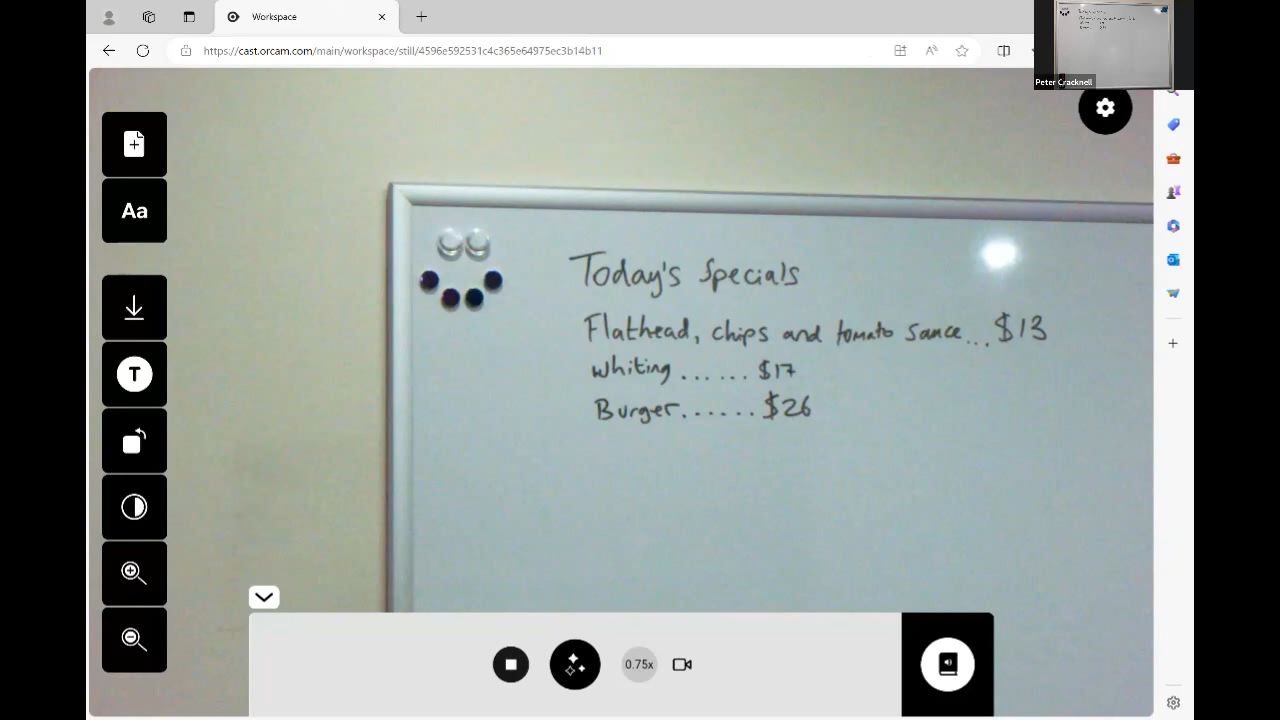 Workspace
https://cast.orcam.com/main/workspace/still/4596e592531c4c365e64975ec3b14b11
Peter Cracknell
Aa
Today's Specials
Flathead, chips and tomato sauce... $13
Whiting ...... $17
Burger....... $26
T
0.75x